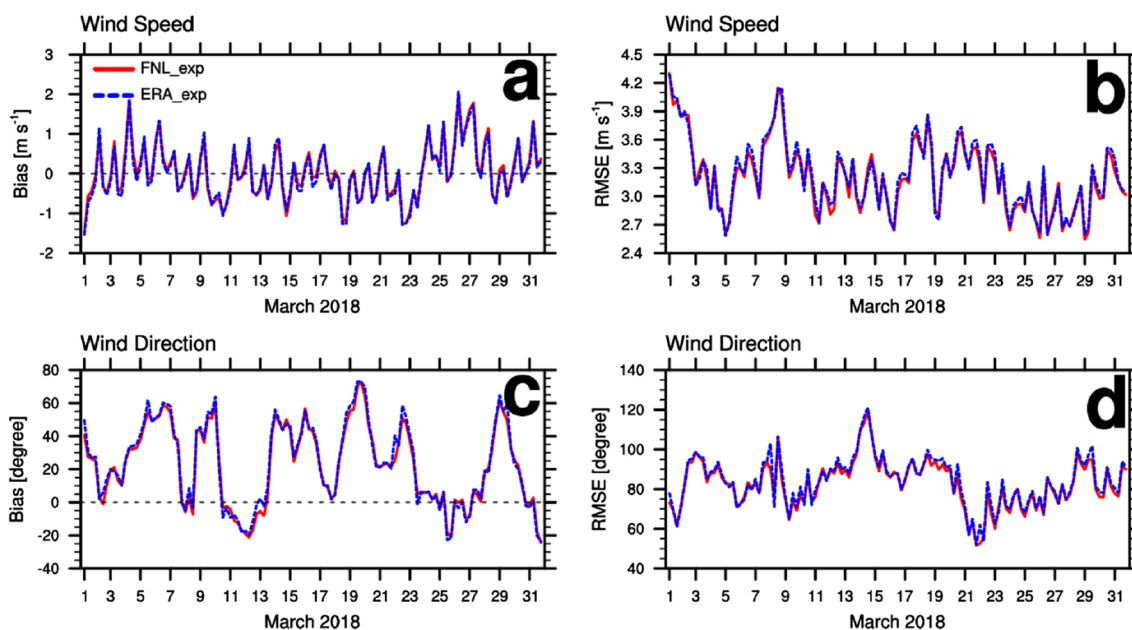 Wind Speed
3
2
1
0
-1
-2
Bias [m s-1]
FNL_exp
ERA_exp
a
1 3 5 7 9 11 13 15 17 19 21 23 25 27 29 31
March 2018
Wind Speed
4.5
4.2
3.9
3.6
3.3
3.0
2.7
2.4
RMSE [m s-1]
b
1 3 5 7 9 11 13 15 17 19 21 23 25 27 29 31
March 2018
Wind Direction
80
60
40
20
0
-20
-40
Bias [degree]
c
1 3 5 7 9 11 13 15 17 19 21 23 25 27 29 31
March 2018
Wind Direction
140
120
100
80
60
40
RMSE [degree]
d
1 3 5 7 9 11 13 15 17 19 21 23 25 27 29 31
March 2018